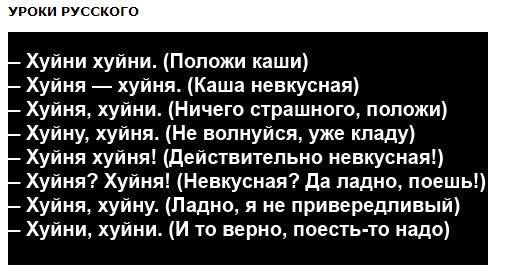 УРОКИ РУССКОГО
– Хуйни хуйни. (Положи каши)
– Хуйня — хуйня. (Каша невкусная)
– Хуйня, хуйни. (Ничего страшного, положи)
– Хуйну, хуйня. (Не волнуйся, уже кладу)
– Хуйня хуйня! (Действительно невкусная!)
– Хуйня? Хуйня! (Невкусная? Да ладно, поешь!)
– Хуйня, хуйну. (Ладно, я не привередливый)
– Хуйни, хуйни. (И то верно, поесть-то надо)